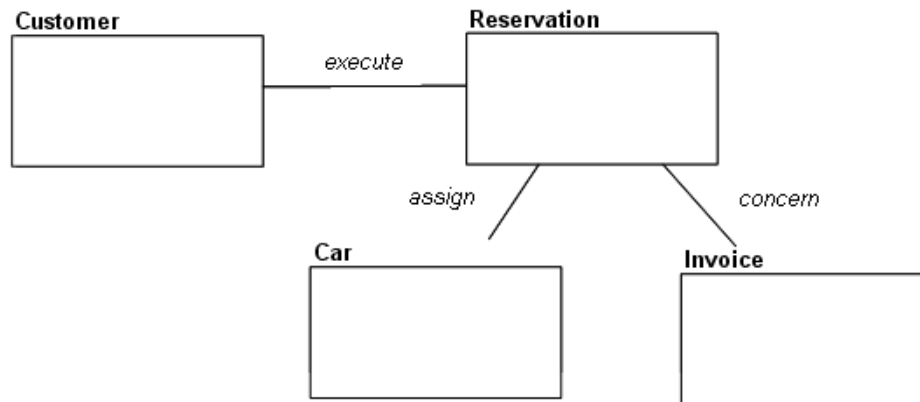 Customer
Reservation
execute
assign
concern
Car
Invoice